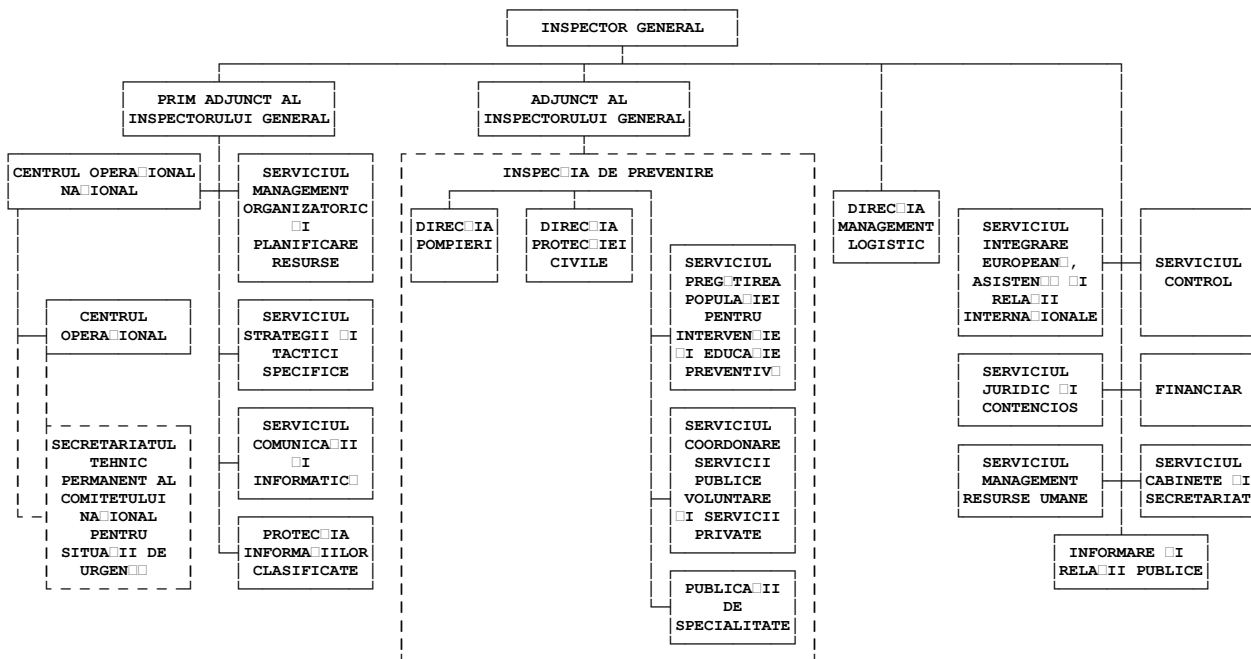 INSPECTOR GENERAL
PRIM ADJUNCT AL
INSPECTORULUI GENERAL
ADJUNCT AL
INSPECTORULUI GENERAL
CENTRUL OPERA□IONAL
NA□IONAL
SERVICIUL
MANAGEMENT
ORGANIZATORIC
□I
PLANIFICARE
RESURSE
CENTRUL
OPERA□IONAL
SERVICIUL
STRATEGII □I
TACTICI
SPECIFICE
SECRETARIATUL
TEHNIC
PERMANENT AL
COMITETULUI
NA□IONAL
PENTRU
SITUA□II DE
URGEN□□
SERVICIUL
COMUNICA□II
□I
INFORMATIC□
PROTEC□IA
INFORMA□IILOR
CLASIFICATE
INSPEC□IA DE PREVENIRE
DIREC□IA
POMPIERI
DIREC□IA
PROTEC□IEI
CIVILE
SERVICIUL
PREG□TIREA
POPULA□IEI
PENTRU
INTERVEN□IE
□I EDUCA□IE
PREVENTIV□
SERVICIUL
COORDONARE
SERVICII
PUBLICE
VOLUNTARE
□I SERVICII
PRIVATE
PUBLICA□II
DE
SPECIALITATE
DIREC□IA
MANAGEMENT
LOGISTIC
SERVICIUL
INTEGRARE
EUROPEAN□,
ASISTEN□□ □I
RELA□II
INTERNA□IONALE
SERVICIUL
CONTROL
SERVICIUL
JURIDIC □I
CONTENCIOS
FINANCIAR
SERVICIUL
MANAGEMENT
RESURSE UMANE
SERVICIUL
CABINETE □I
SECRETARIAT
INFORMARE □I
RELA□II PUBLICE